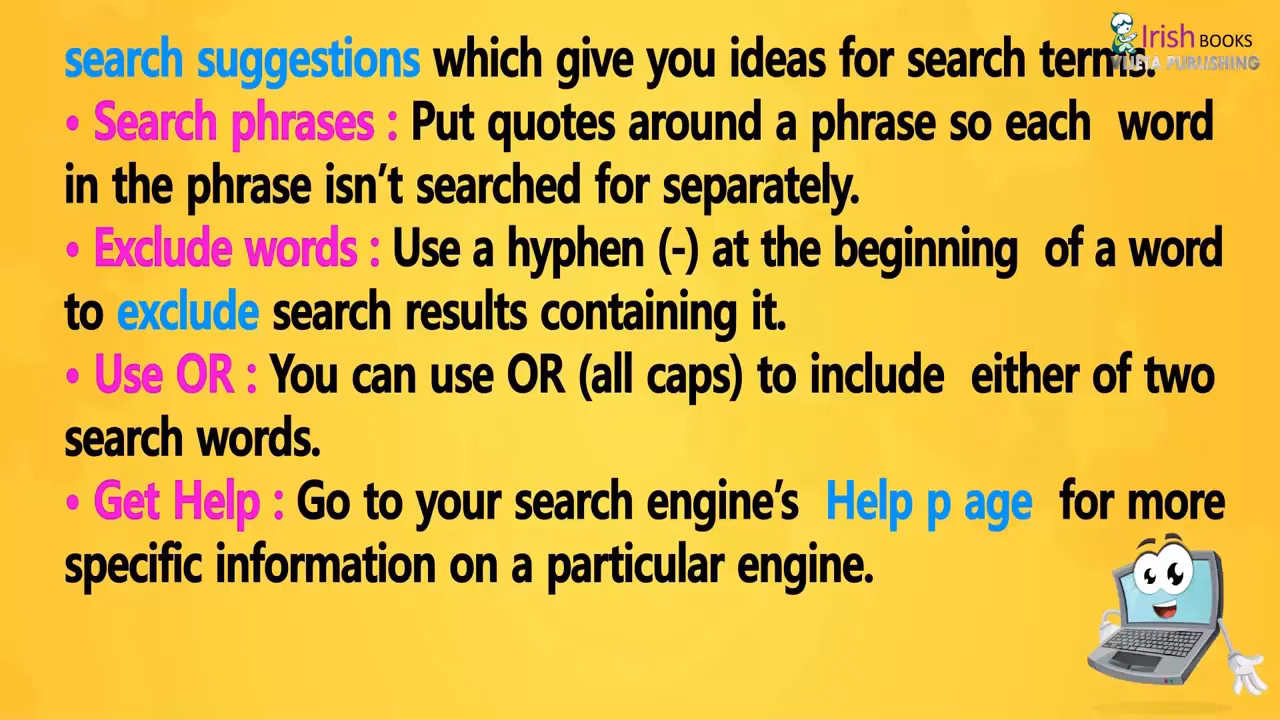 Irish BOOKS
VINETA PUBLISHING
search suggestions which give you ideas for search terms.
• Search phrases : Put quotes around a phrase so each word
in the phrase isn’t searched for separately.
• Exclude words : Use a hyphen (-) at the beginning of a word
to exclude search results containing it.
• Use OR : You can use OR (all caps) to include either of two
search words.
• Get Help : Go to your search engine’s Help p age for more
specific information on a particular engine.